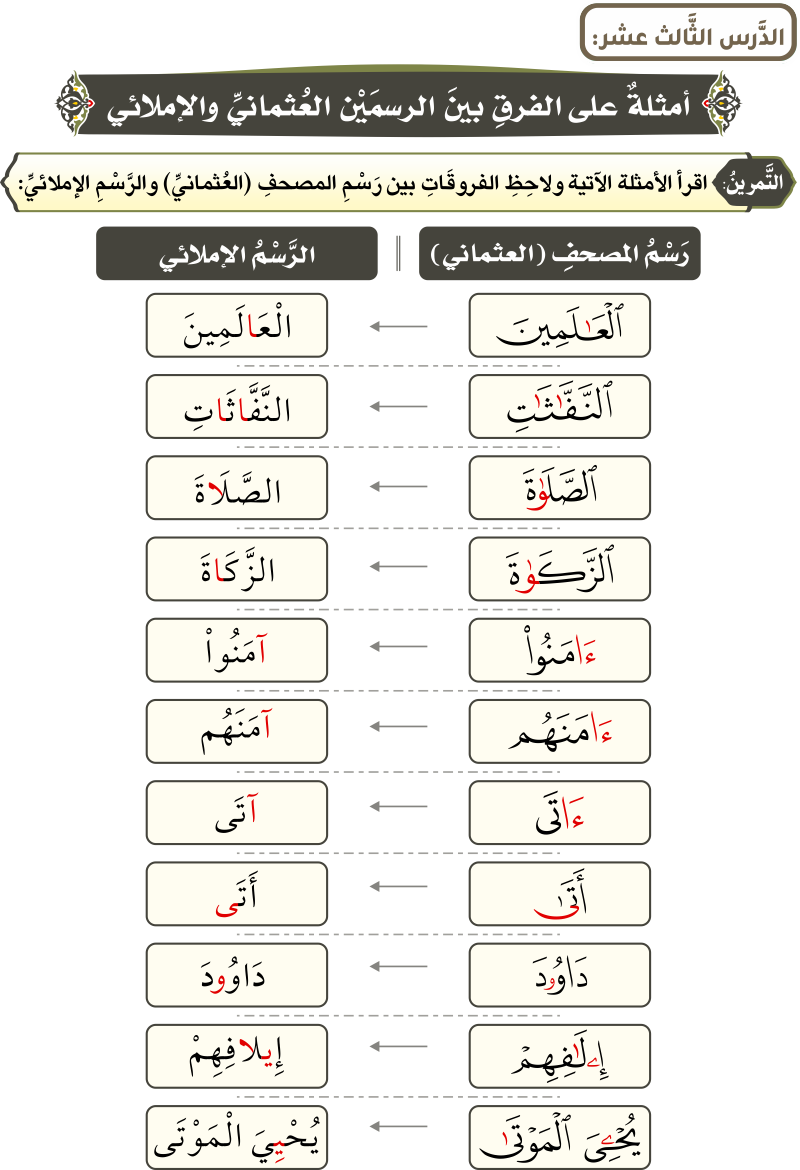 الدَّرس الثَّالث عشر:
أمثلةٌ على الفرقِ بينَ الرسمَيْن العُثمانيِّ والإملائي
التَّمرينُ: اقرأ الأمثلة الآتية ولاحِظِ الفروقَاتِ بين رَسْمِ المصحفِ (العُثمانيِّ) والرَّسْمِ الإملائيِّ:
رَسْمُ المصحفِ (العثماني) الرَّسْمُ الإملائي
ٱلْعَـٰلَمِينَ الْعَالَمِينَ
ٱلنَّفَّـٰثَـٰتِ النَّفَّاثَاتِ
ٱلصَّلَوٰةَ الصَّلَاةَ
ٱلزَّكَوٰةَ الزَّكَاةَ
ءَامَنُوا۟ آمَنُواْ
ءَامَنَهُم آمَنَهُم
ءَاتَى آتَى
أَتَىٰ أَتَى
دَاوُۥدَ دَاوُودَ
إِۦلَـٰفِهِمْ إِيلافِهِمْ
يُحْـِۧيَ ٱلْمَوْتَىٰ يُحْيِيَ الْمَوْتَى